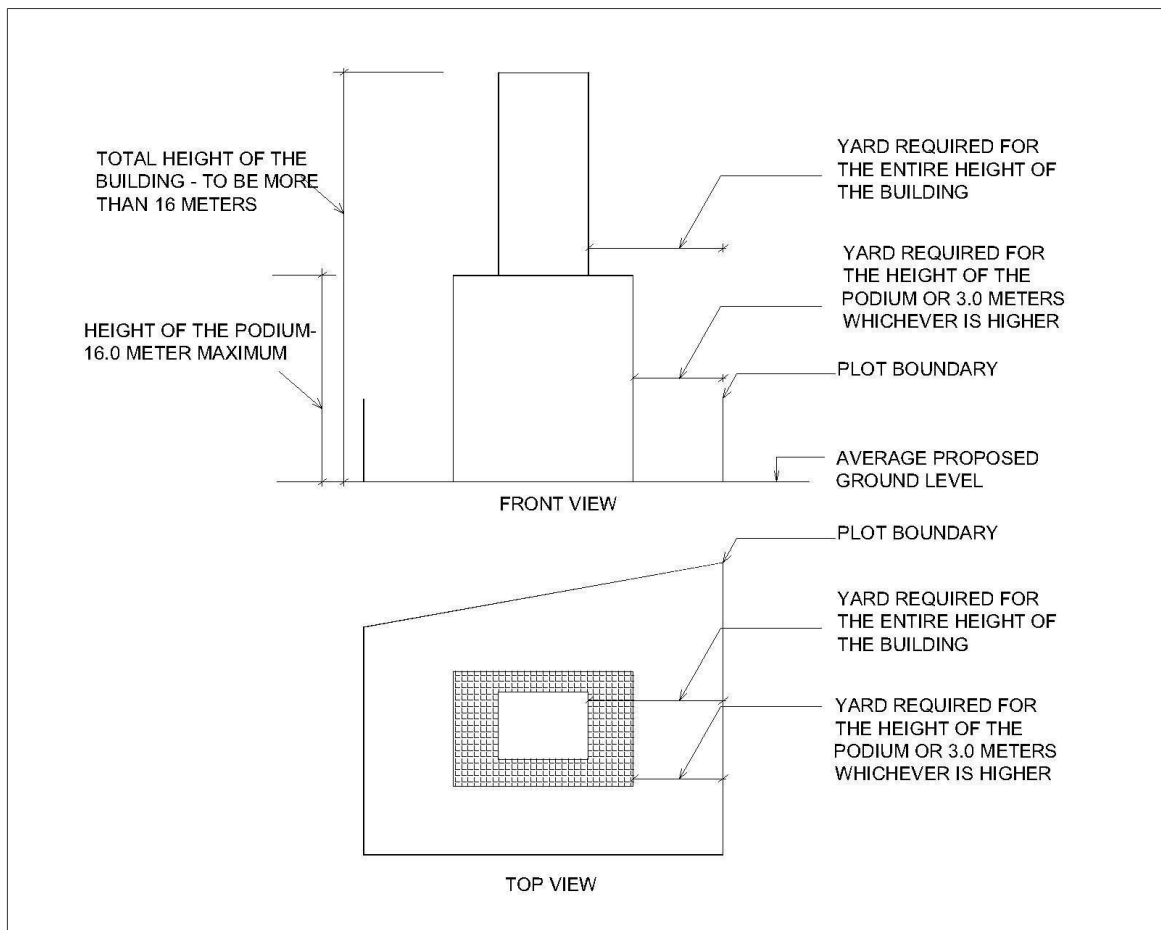 TOTAL HEIGHT OF THE
BUILDING - TO BE MORE
THAN 16 METERS
YARD REQUIRED FOR
THE ENTIRE HEIGHT OF
THE BUILDING
YARD REQUIRED FOR
THE HEIGHT OF THE
PODIUM OR 3.0 METERS
WHICHEVER IS HIGHER
HEIGHT OF THE PODIUM-
16.0 METER MAXIMUM
PLOT BOUNDARY
AVERAGE PROPOSED
GROUND LEVEL
FRONT VIEW
PLOT BOUNDARY
YARD REQUIRED FOR
THE ENTIRE HEIGHT OF
THE BUILDING
YARD REQUIRED FOR
THE HEIGHT OF THE
PODIUM OR 3.0 METERS
WHICHEVER IS HIGHER
TOP VIEW